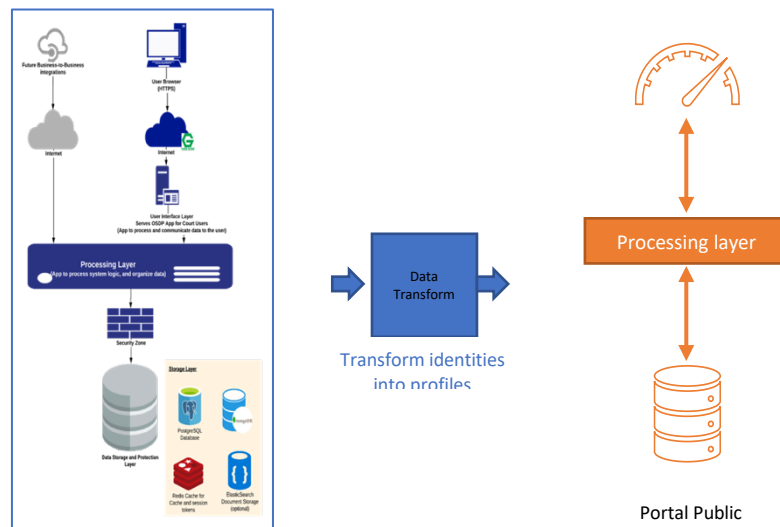 Future Business-to-Business
Integrations
User Browser
(HTTPS)
Internet
Internet
User Interface Layer
Serves OSDP App for Court Users
(App to process and communicate data to the user)
Processing Layer
(App to process system logic, and organize data)
Security Zone
Data Storage and Protection
Layer
Storage Layer
PostgreSQL
Database
mongoDB
Redis Cache for
Cache and session
tokens
ElasticSearch
Document Storage
(optional)
Data
Transform
Transform identities
into profiles
Processing layer
Portal Public